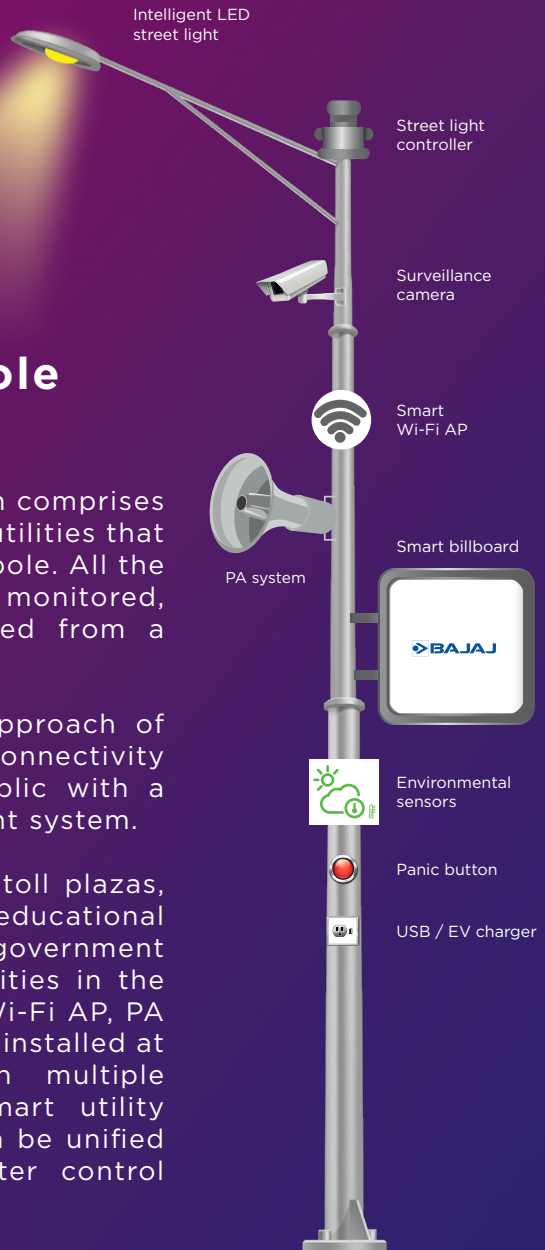 Intelligent LED
street light
Street light
controller
Surveillance
camera
ole
Smart
Wi-Fi AP
comprises
utilities that
pole. All the
monitored,
ed from a
PA system
Smart billboard
BAJAJ
pproach of
onnectivity
blic with a
nt system.
Environmental
sensors
toll plazas,
educational
government
ities in the
Wi-Fi AP, PA
installed at
multiple
mart utility
be unified
ter control
Panic button
USB / EV charger